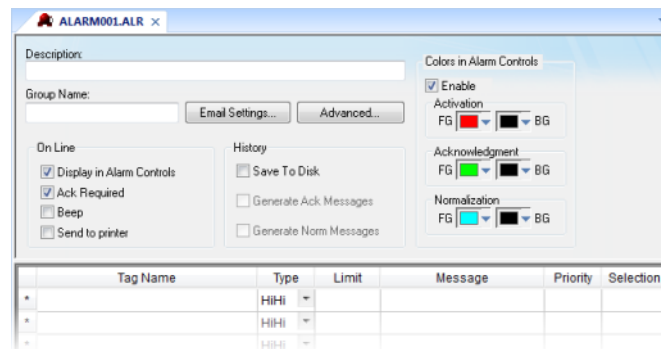 ALARM001.ALR ×
Description:
Group Name:
Email Settings...
Advanced...
On Line
Display in Alarm Controls
Ack Required
Beep
Send to printer
History
Save To Disk
Generate Ack Messages
Generate Norm Messages
Colors in Alarm Controls
Enable
Activation
FG BG
Acknowledgment
FG BG
Normalization
FG BG
Tag Name Type Limit Message Priority Selection
* HiHi
* HiHi
* HiHi